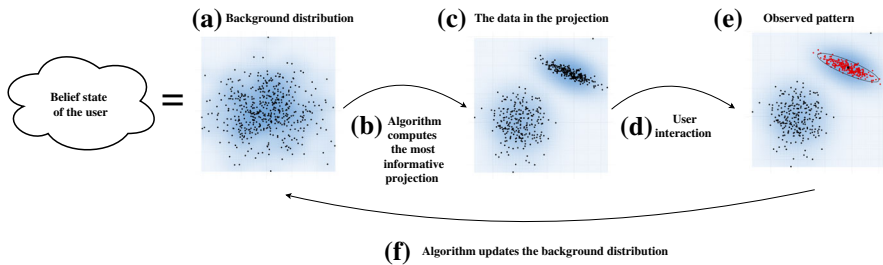 (a) Background distribution
(c) The data in the projection
(e) Observed pattern
Belief state
of the user
=
(b) Algorithm
computes
the most
informative
projection
(d) User
interaction
(f) Algorithm updates the background distribution